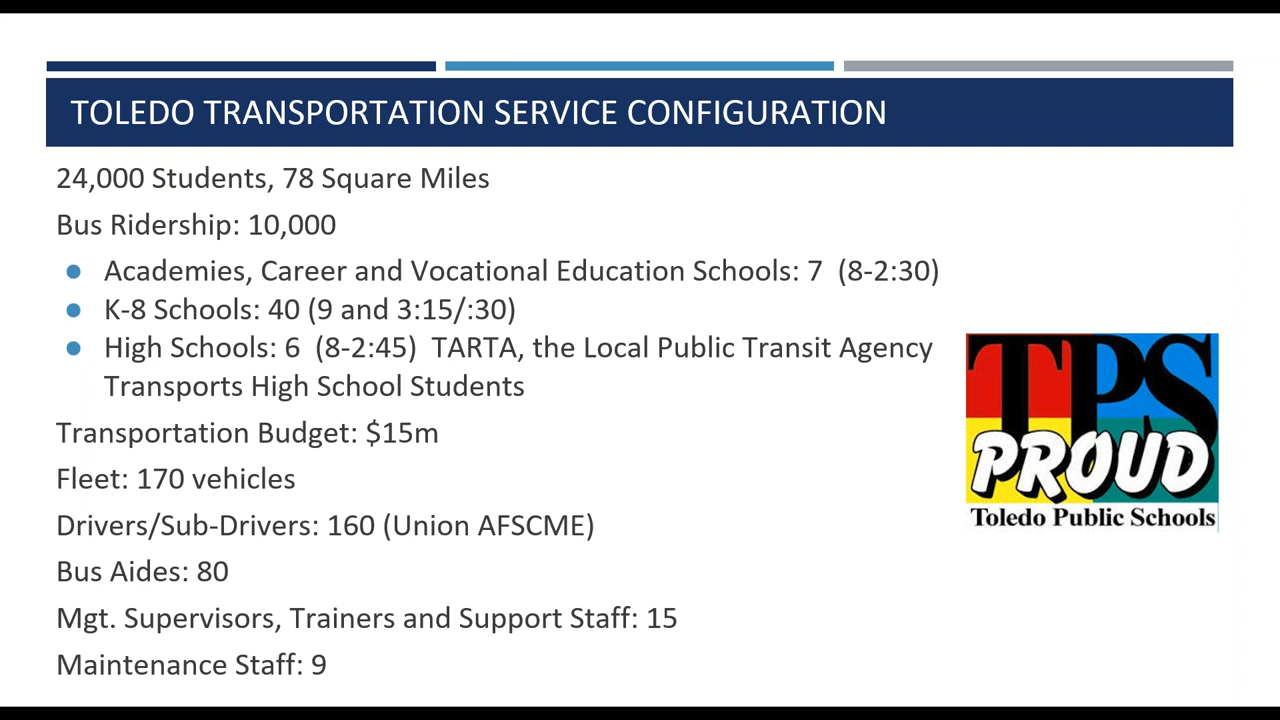 TOLEDO TRANSPORTATION SERVICE CONFIGURATION
24,000 Students, 78 Square Miles
Bus Ridership: 10,000
● Academies, Career and Vocational Education Schools: 7 (8-2:30)
● K-8 Schools: 40 (9 and 3:15/:30)
● High Schools: 6 (8-2:45) TARTA, the Local Public Transit Agency
Transports High School Students
Transportation Budget: $15m
Fleet: 170 vehicles
Drivers/Sub-Drivers: 160 (Union AFSCME)
Bus Aides: 80
Mgt. Supervisors, Trainers and Support Staff: 15
Maintenance Staff: 9
TPS
PROUD
Toledo Public Schools